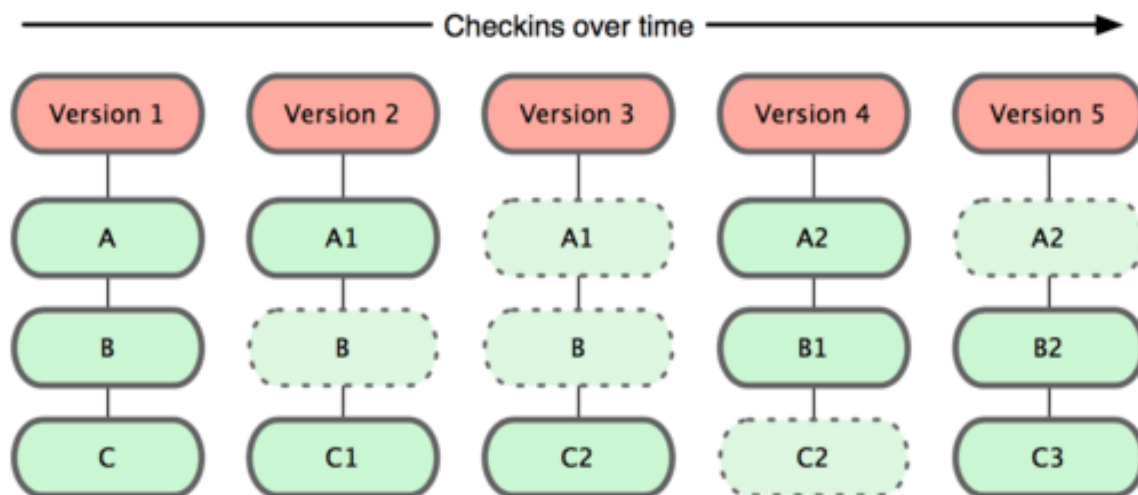 Checkins over time
Version 1 Version 2 Version 3 Version 4 Version 5
A A1 A1 A2 A2
B B B B1 B2
C C1 C2 C2 C3